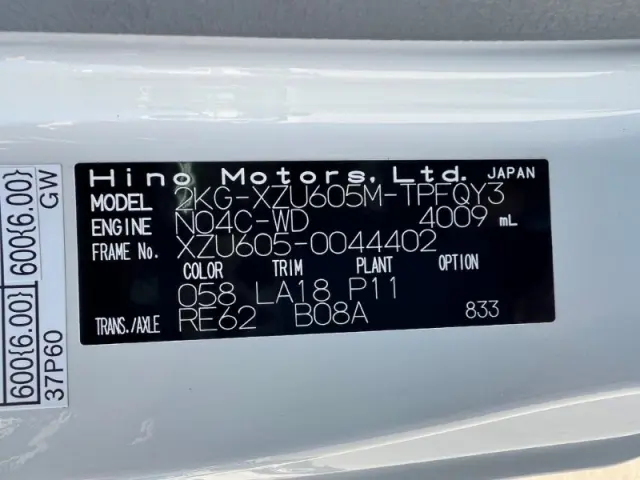 Hino Motors, Ltd. JAPAN
MODEL 2KG-XZU605M-TPFQY3
ENGINE N04C-WD 4009 mL
FRAME No. XZU605-0044402
COLOR TRIM PLANT OPTION
058 LA18 P11
TRANS./AXLE RE62 B08A 833
600{6.00} 600{6.00}
37P60 GW